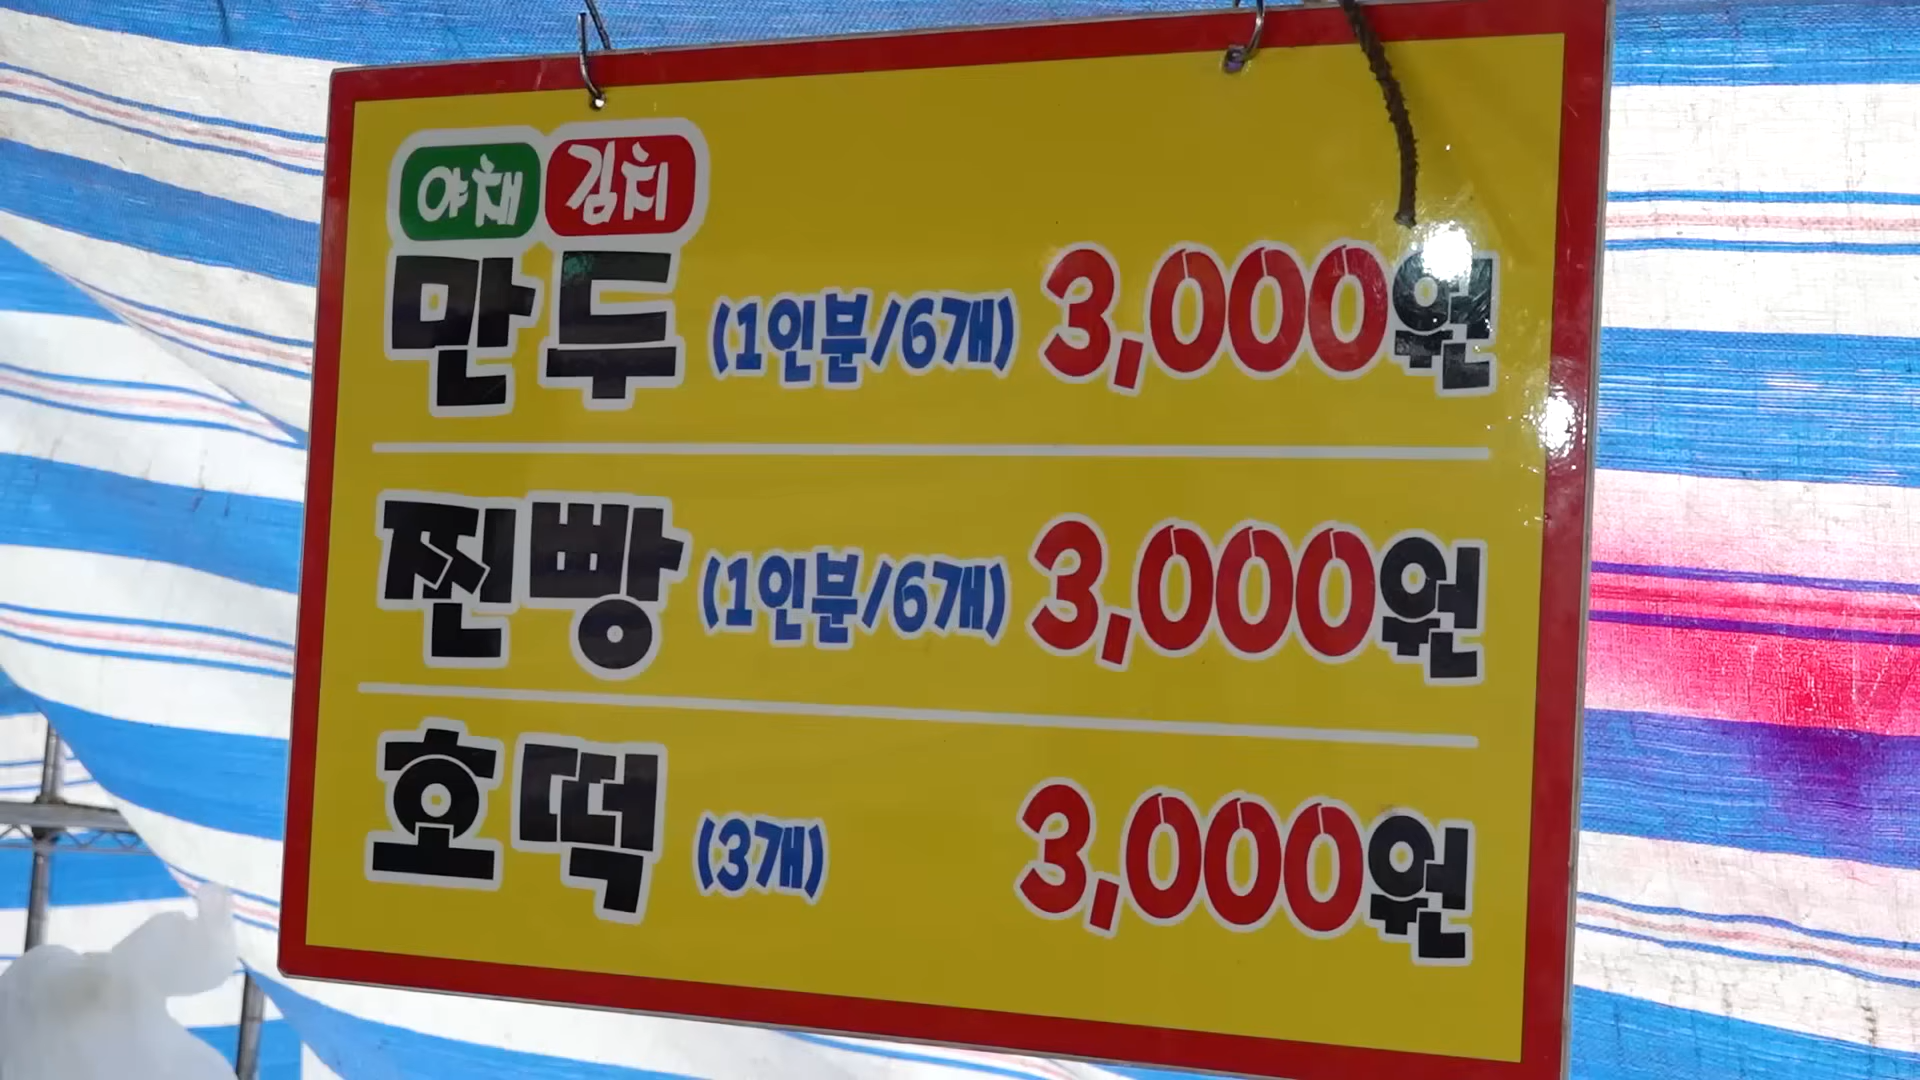 야채 김치
만두 (1인분/6개) 3,000원
찐빵 (1인분/6개) 3,000원
호떡 (3개) 3,000원